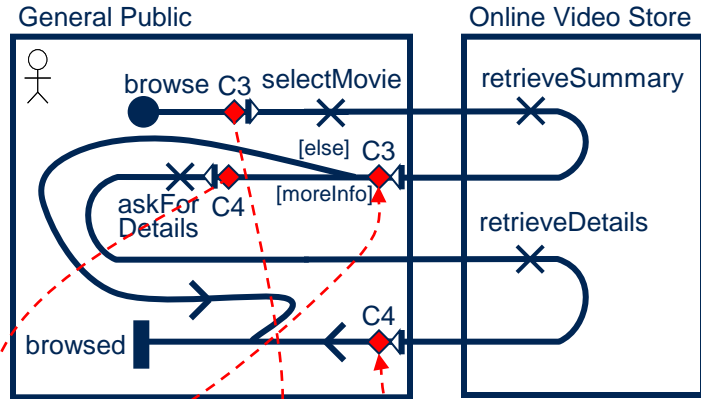 General Public
Online Video Store
browse
C3
selectMovie
retrieveSummary
[else]
C3
[moreInfo]
askFor
Details
C4
retrieveDetails
C4
browsed